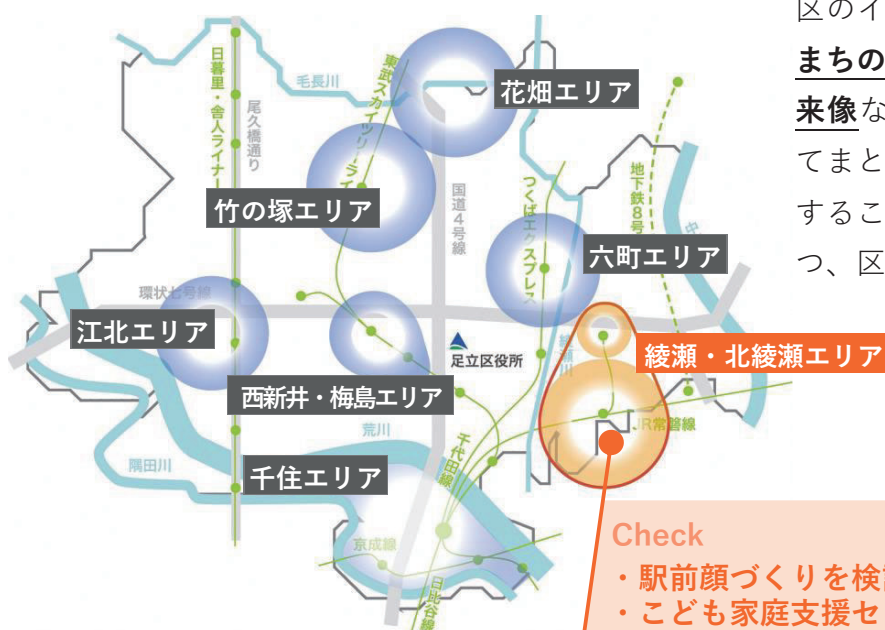 区のイ
まちの
来像な
てまと
するこ
つ、区
日暮里・舎人ライナー
尾久橋通り
毛長川
東武スカイツリーライ
花畑エリア
竹の塚エリア
国道4号線
つくばエクスプレス
地下鉄8号
中
六町エリア
環状七号線
江北エリア
足立区役所
綾瀬川
綾瀬・北綾瀬エリア
西新井・梅島エリア
JR常磐線
荒川
隅田川
千住エリア
千代田線
京成線
日比谷線
Check
・駅前顔づくりを検
・こども家庭支援セ